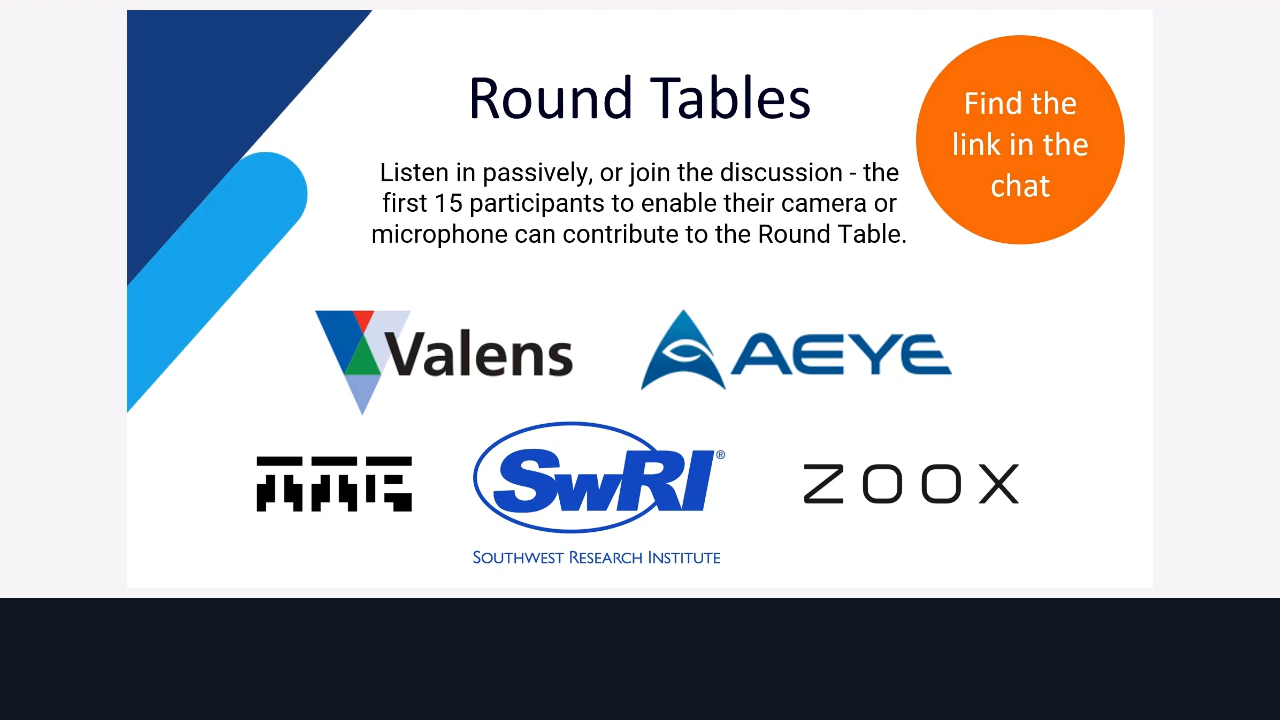 Round Tables
Find the
link in the
chat
Listen in passively, or join the discussion - the
first 15 participants to enable their camera or
microphone can contribute to the Round Table.
Valens
AEYE
SwRI®
ZOOX
SOUTHWEST RESEARCH INSTITUTE